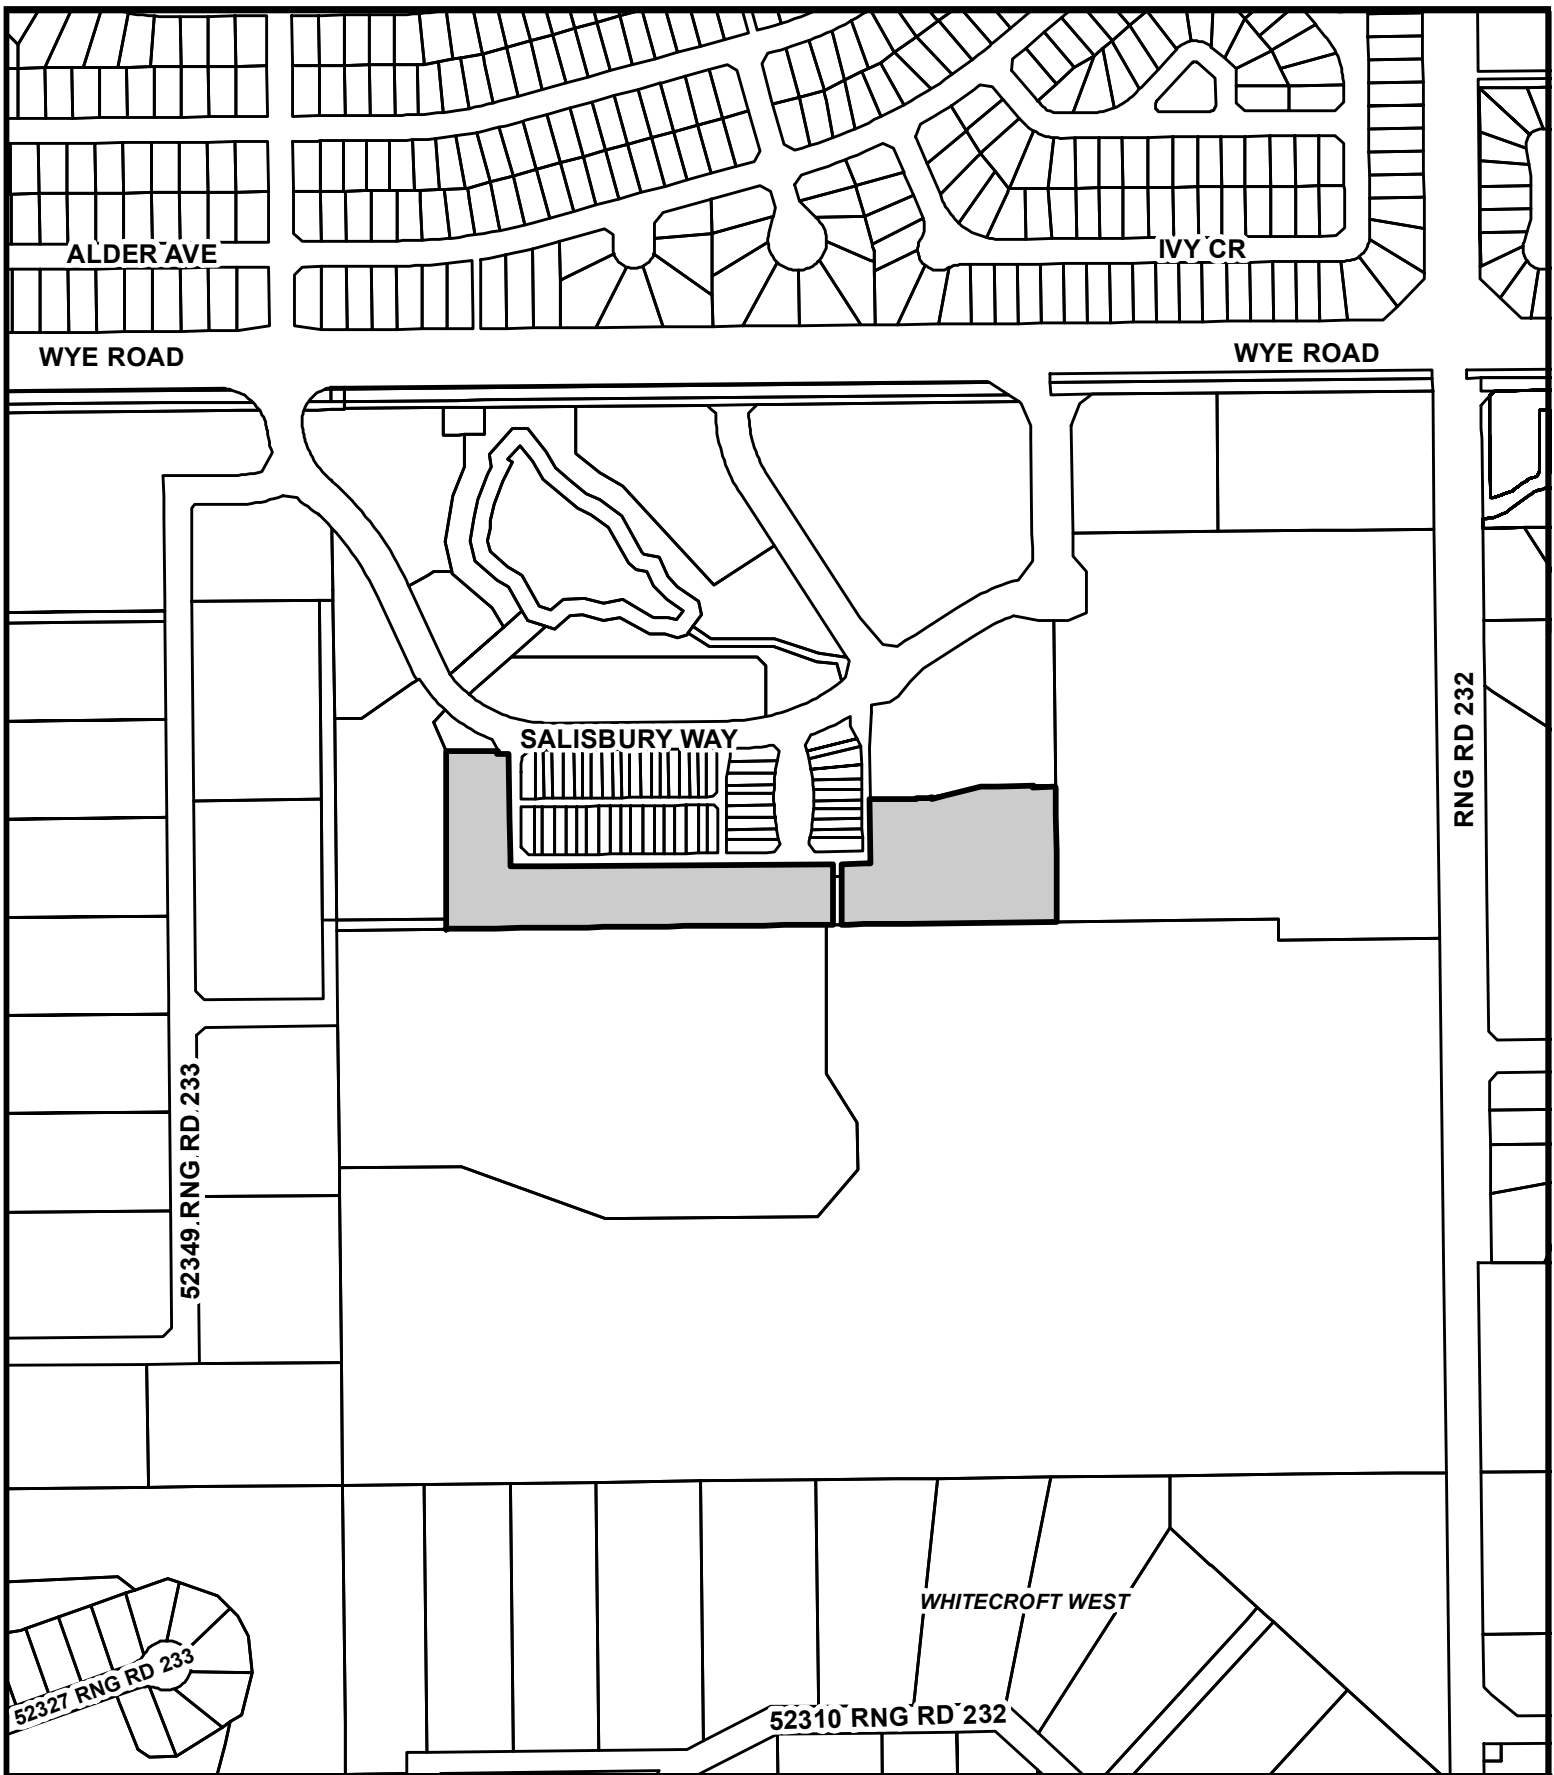 ALDER AVE
IVY CR
WYE ROAD
WYE ROAD
RNG RD 232
SALISBURY WAY
52349 RNG RD 233
WHITECROFT WEST
52327 RNG RD 233
52310 RNG RD 232